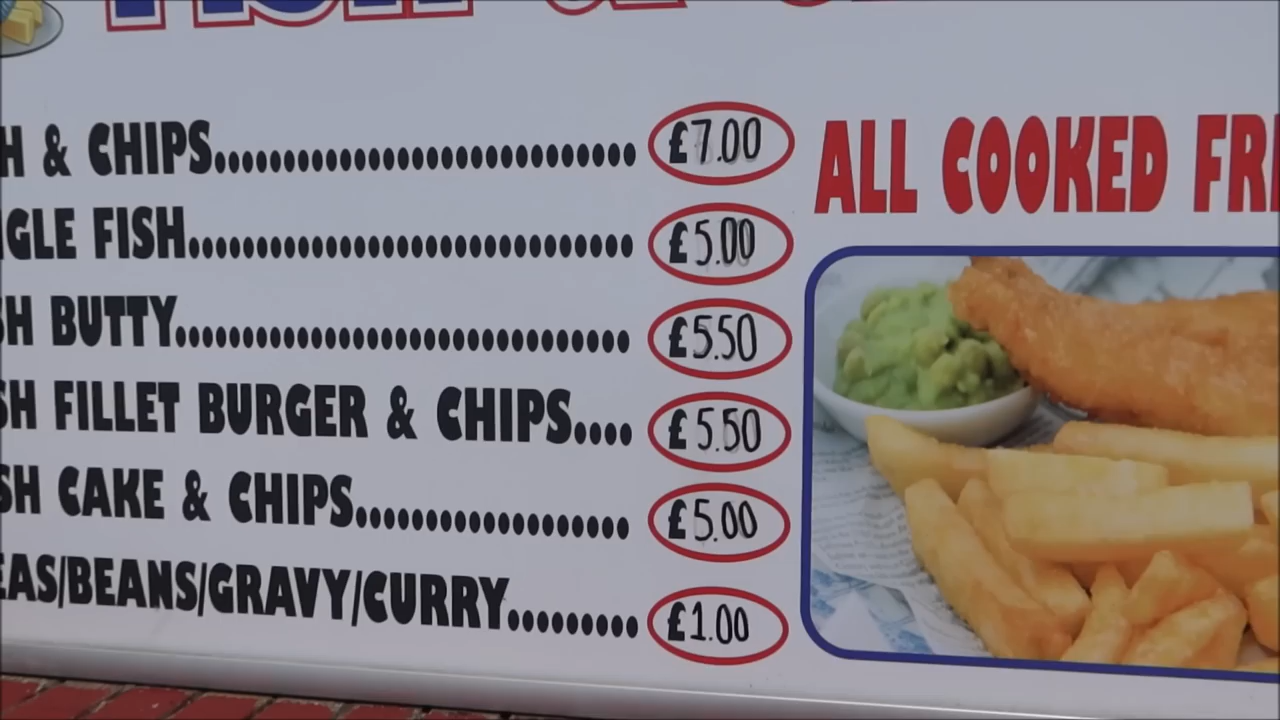 H & CHIPS.............................. £7.00
GLE FISH................................. £5.00
SH BUTTY.................................. £5.50
SH FILLET BURGER & CHIPS.... £5.50
SH CAKE & CHIPS.................... £5.00
EAS/BEANS/GRAVY/CURRY......... £1.00
ALL COOKED FR